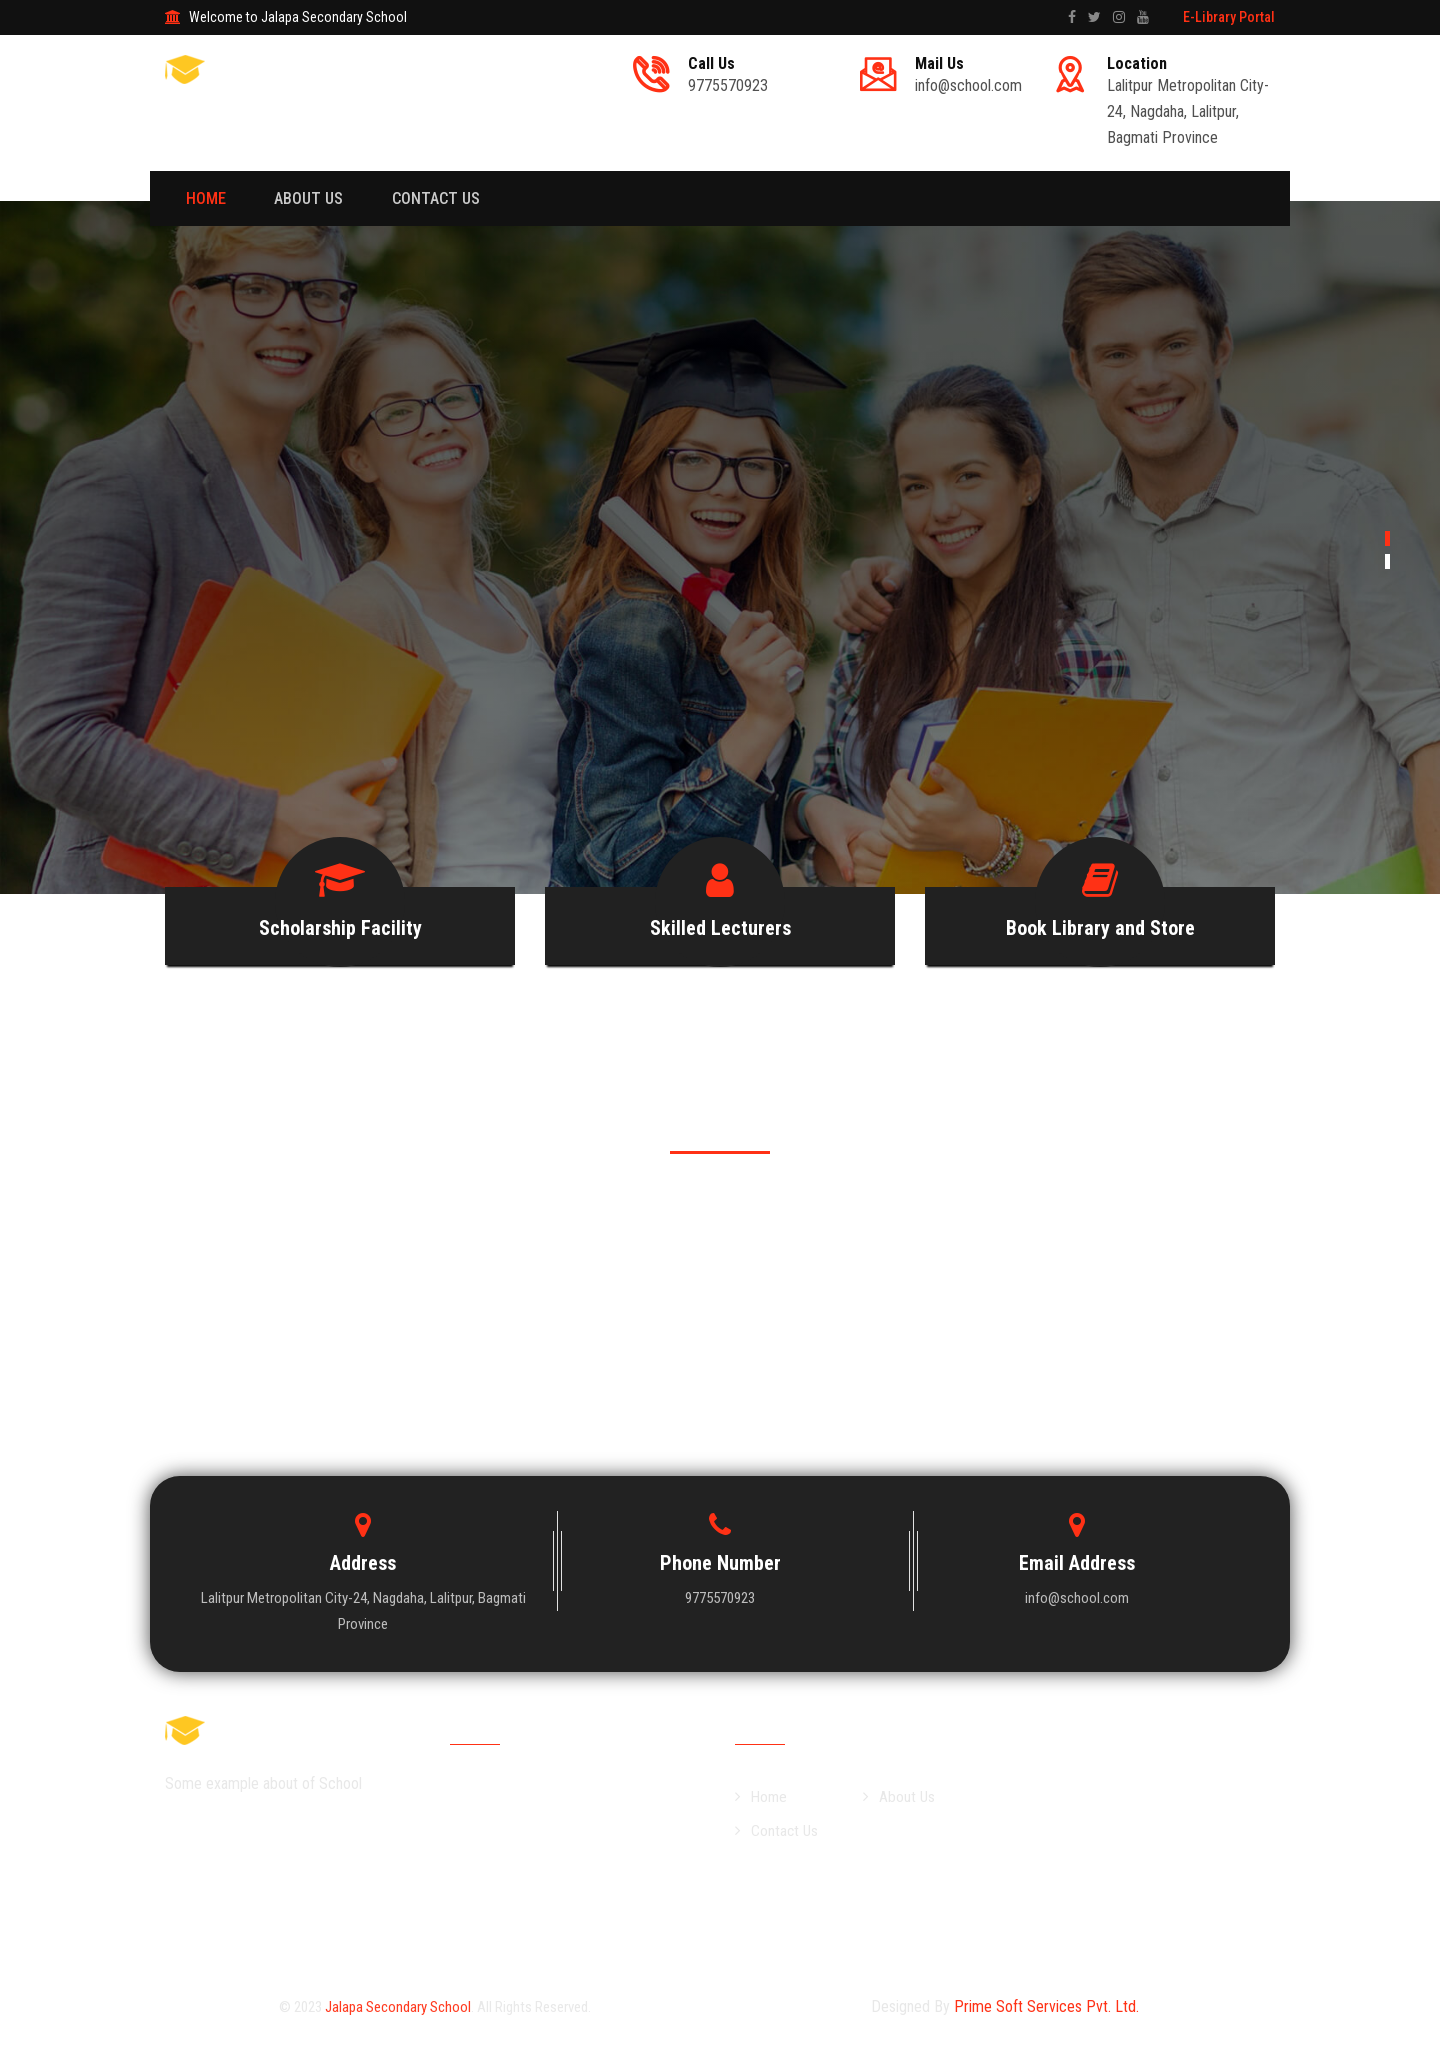 Welcome to Jalapa Secondary School
E-Library Portal
Call Us
9775570923
Mail Us
info@school.com
Location
Lalitpur Metropolitan City-
24, Nagdaha, Lalitpur,
Bagmati Province
HOME
ABOUT US
CONTACT US
Scholarship Facility
Skilled Lecturers
Book Library and Store
Address
Lalitpur Metropolitan City-24, Nagdaha, Lalitpur, Bagmati
Province
Phone Number
9775570923
Email Address
info@school.com
Some example about of School
Home
About Us
Contact Us
© 2023 Jalapa Secondary School. All Rights Reserved.
Designed By Prime Soft Services Pvt. Ltd.